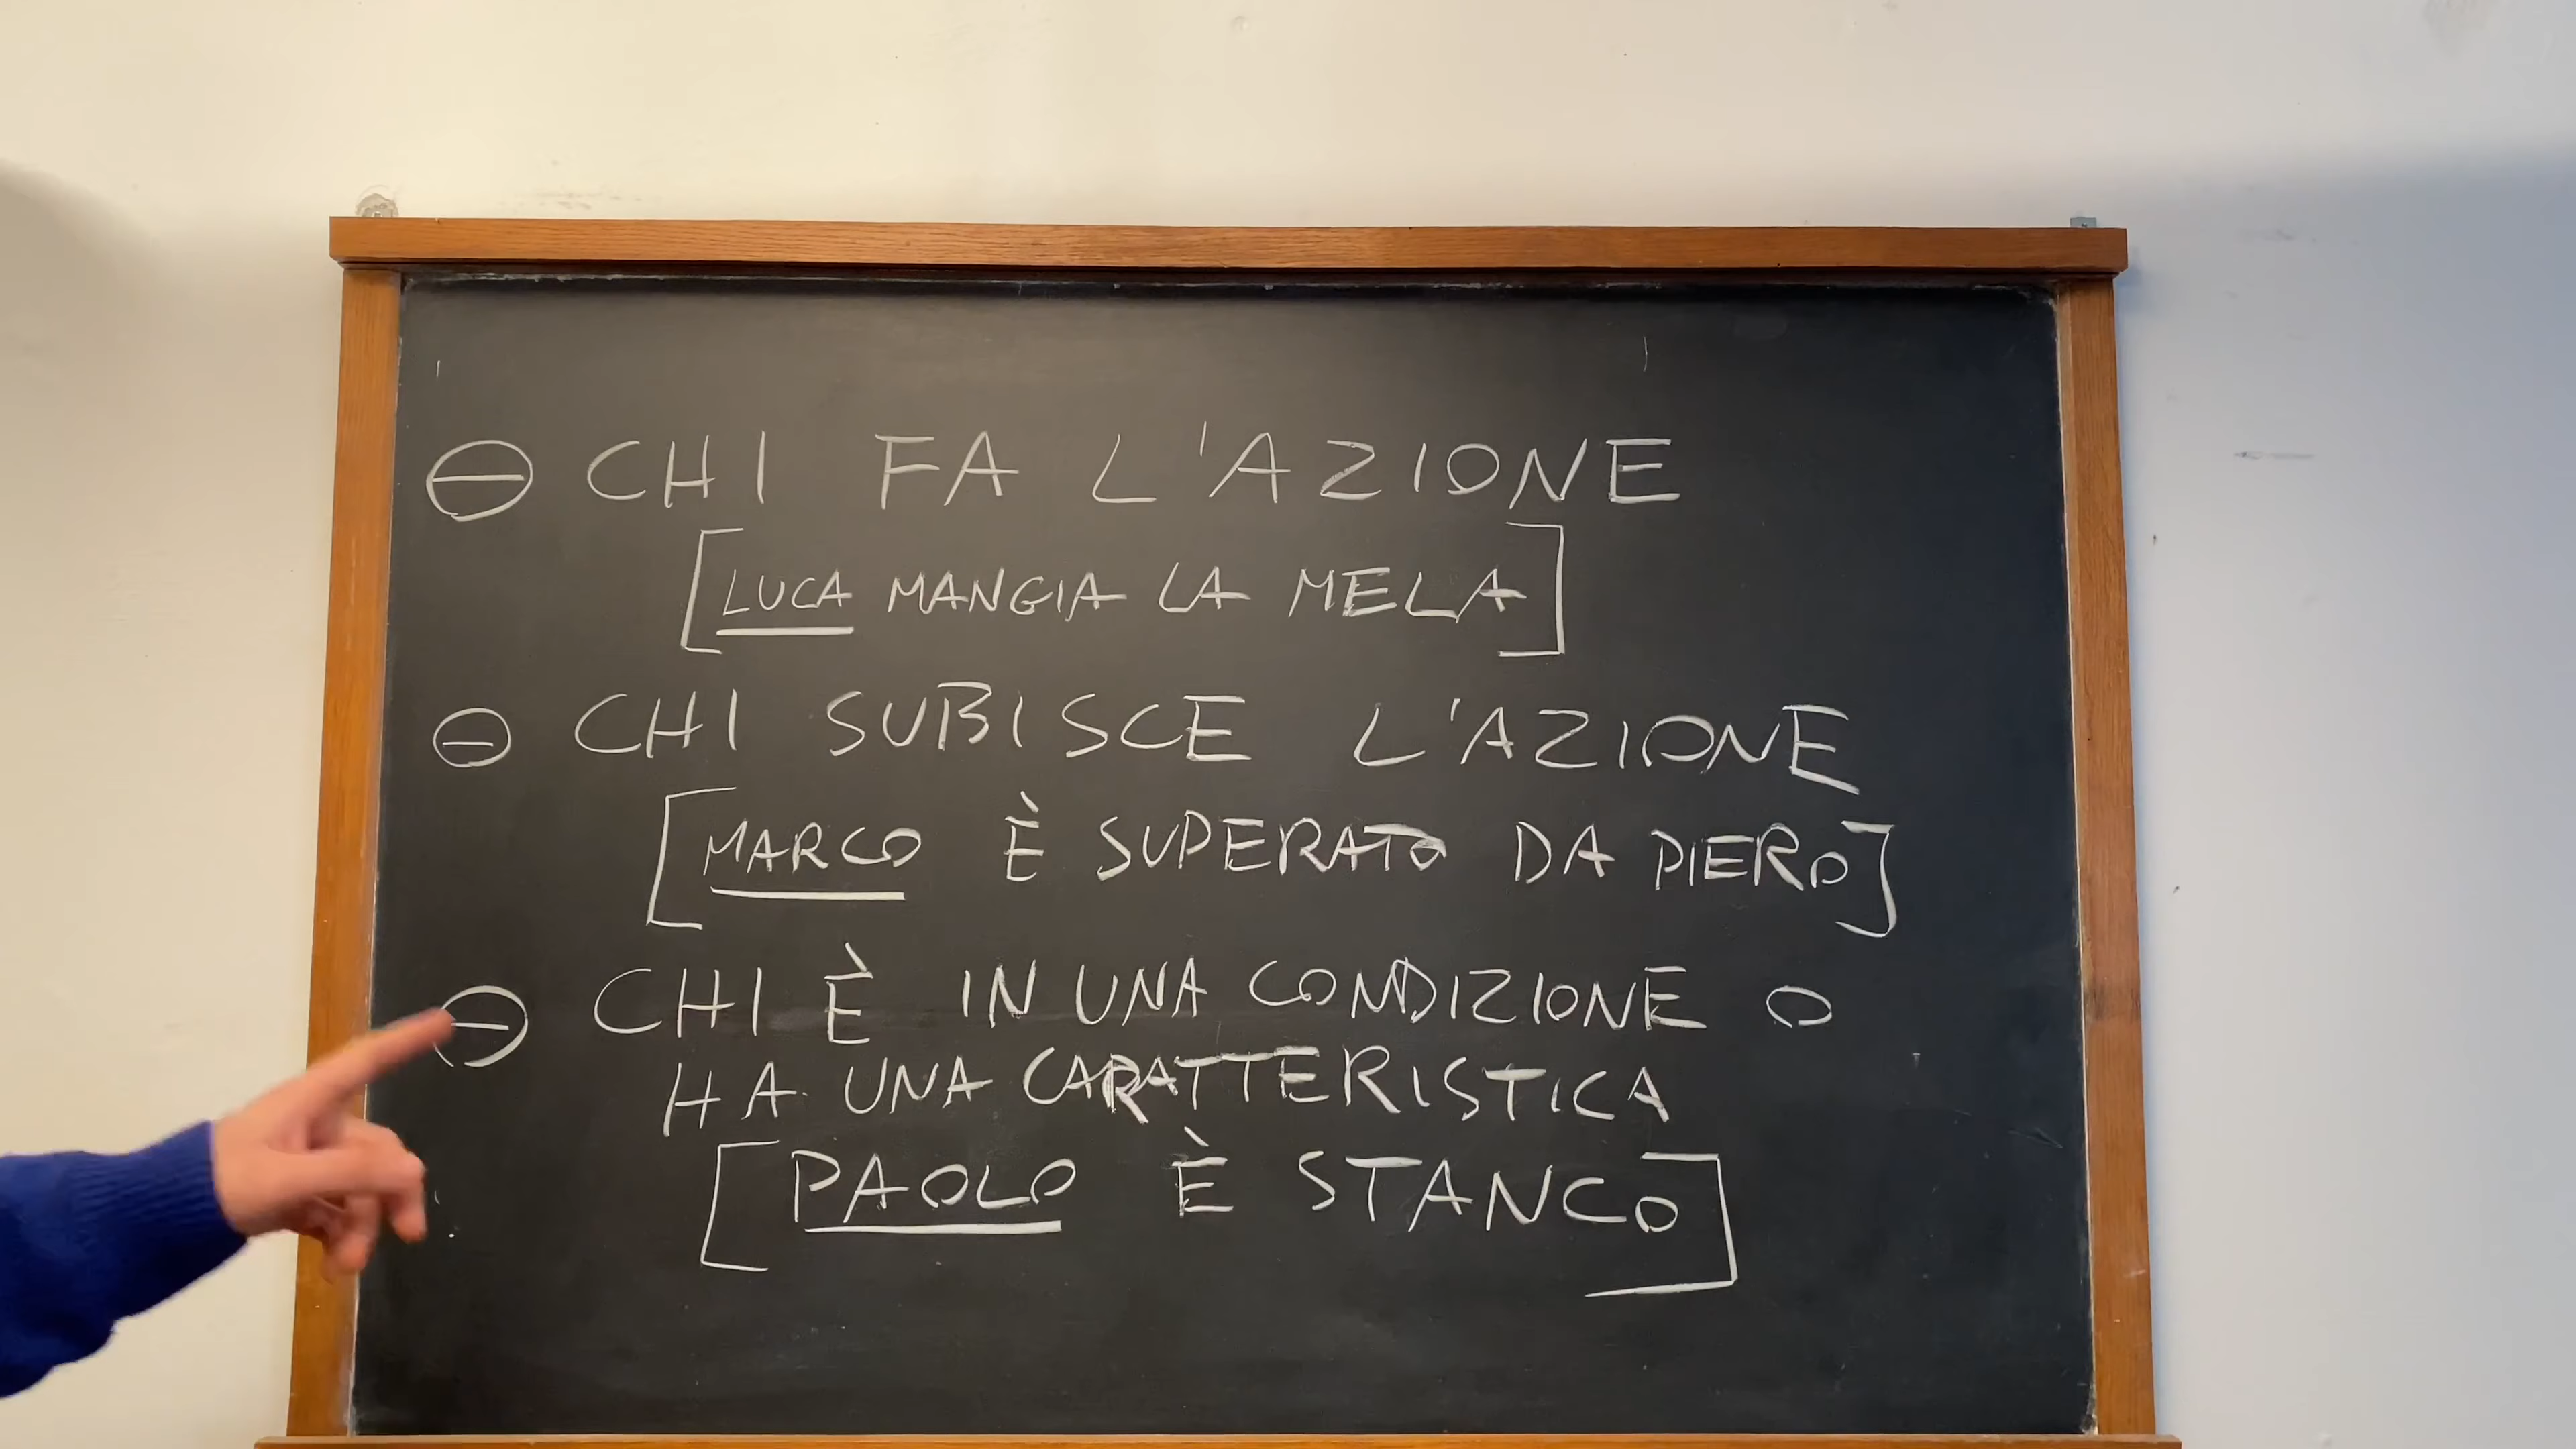 ⊖ CHI FA L'AZIONE
[LUCA MANGIA LA MELA]
⊖ CHI SUBISCE L'AZIONE
[MARCO È SUPERATO DA PIERO]
⊖ CHI È IN UNA CONDIZIONE O
HA UNA CARATTERISTICA
[PAOLO È STANCO]